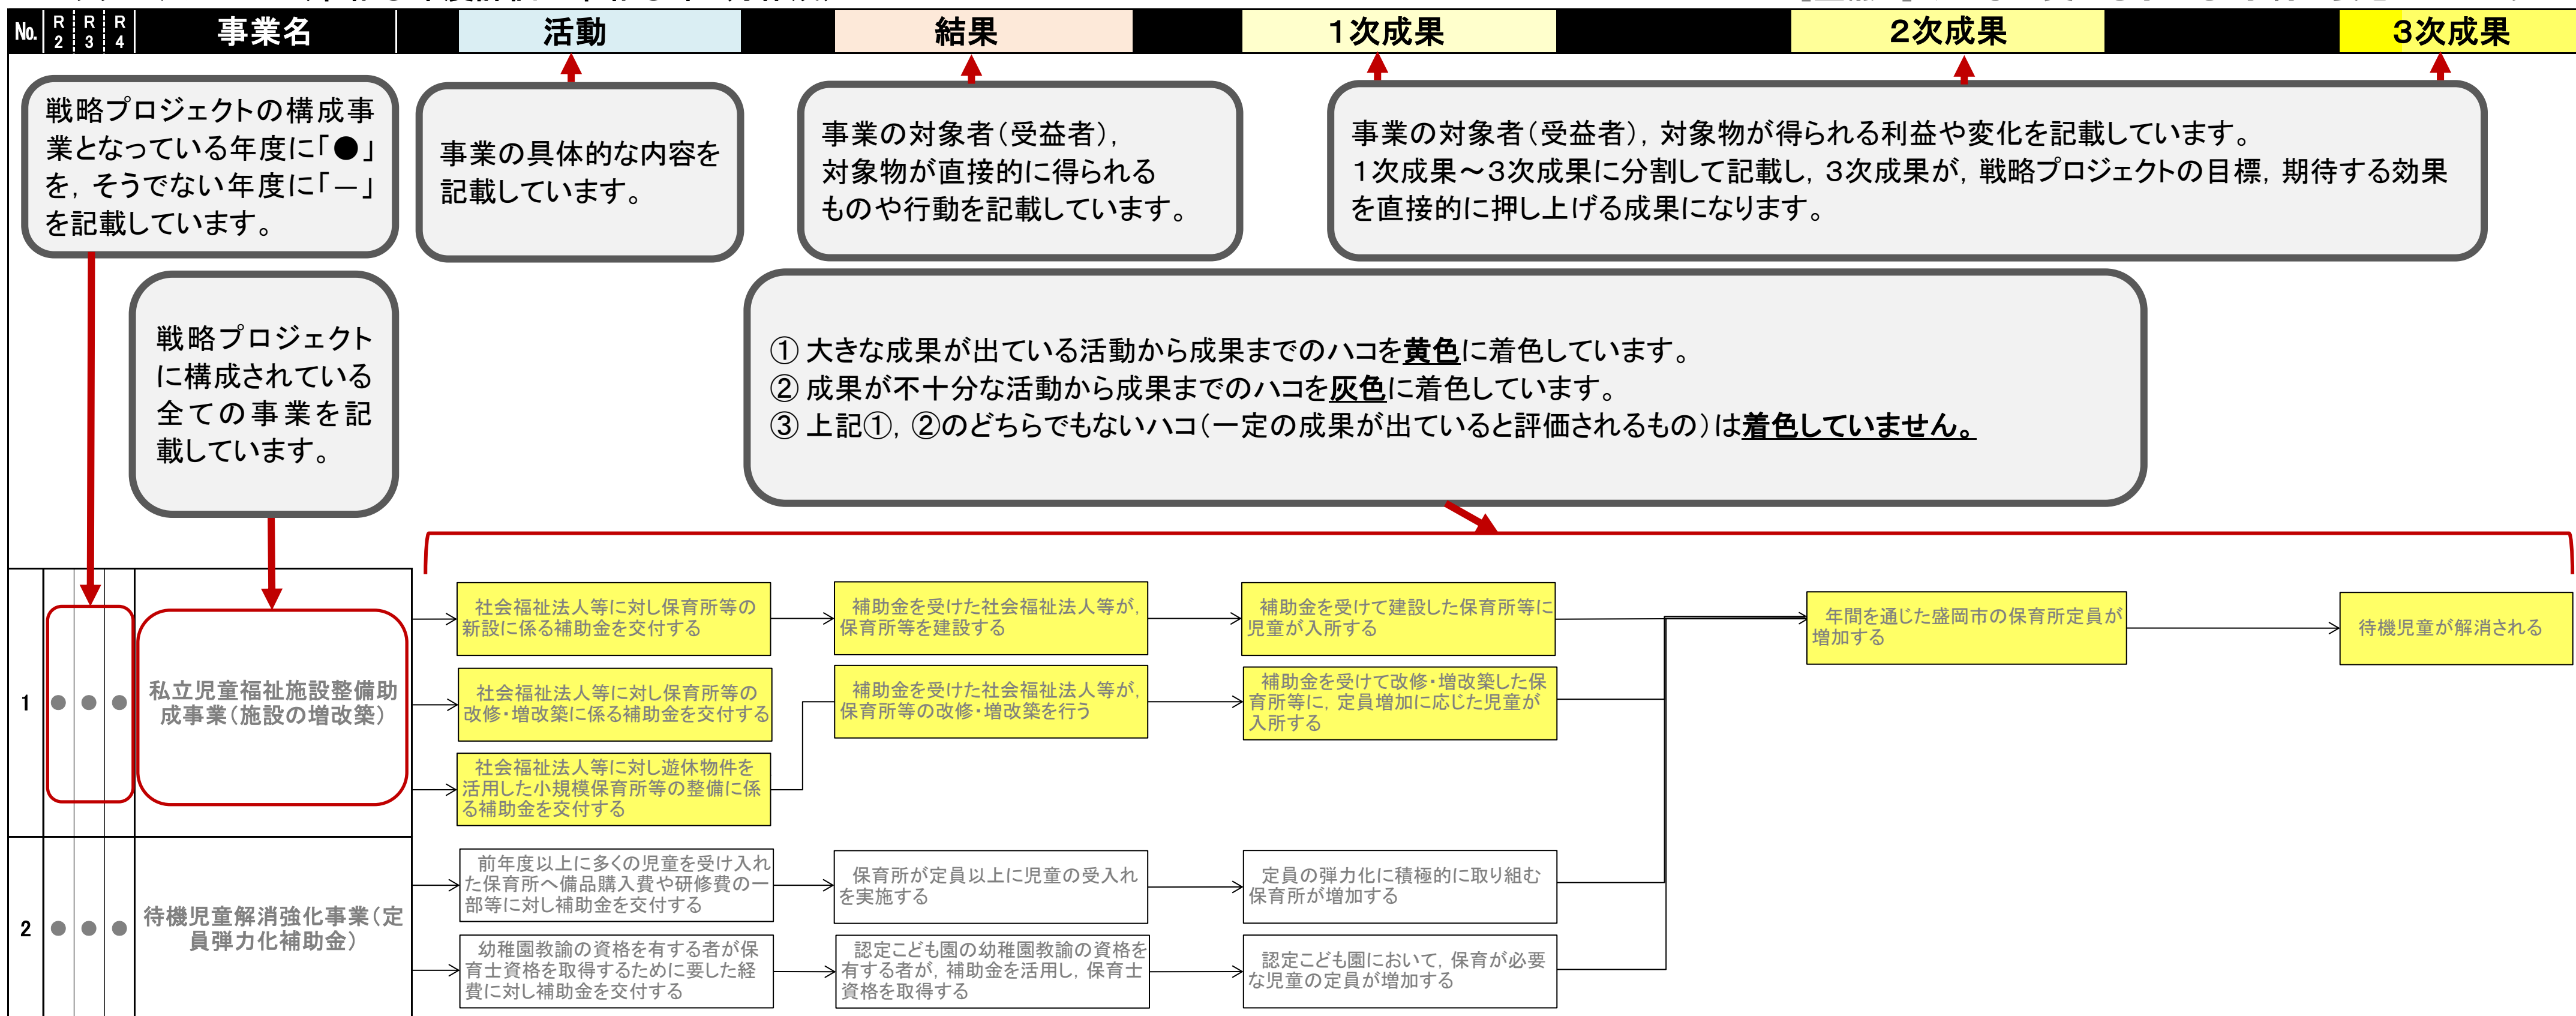 No.
R2
R3
R4
事業名
活動
結果
1次成果
2次成果
3次成果
戦略プロジェクトの構成事
業となっている年度に「●」
を，そうでない年度に「－」
を記載しています。
事業の具体的な内容を
記載しています。
事業の対象者（受益者），
対象物が直接的に得られる
ものや行動を記載しています。
事業の対象者（受益者），対象物が得られる利益や変化を記載しています。
1次成果～3次成果に分割して記載し，3次成果が，戦略プロジェクトの目標，期待する効果
を直接的に押し上げる成果になります。
戦略プロジェクト
に構成されている
全ての事業を記
載しています。
① 大きな成果が出ている活動から成果までのハコを黄色に着色しています。
② 成果が不十分な活動から成果までのハコを灰色に着色しています。
③ 上記①，②のどちらでもないハコ（一定の成果が出ていると評価されるもの）は着色していません。
1
● ● ●
私立児童福祉施設整備助
成事業（施設の増改築）
社会福祉法人等に対し保育所等の
新設に係る補助金を交付する
補助金を受けた社会福祉法人等が，
保育所等を建設する
補助金を受けて建設した保育所等に
児童が入所する
年間を通じた盛岡市の保育所定員が
増加する
待機児童が解消される
社会福祉法人等に対し保育所等の
改修・増改築に係る補助金を交付する
補助金を受けた社会福祉法人等が，
保育所等の改修・増改築を行う
補助金を受けて改修・増改築した保
育所等に，定員増加に応じた児童が
入所する
社会福祉法人等に対し遊休物件を
活用した小規模保育所等の整備に係
る補助金を交付する
2
● ● ●
待機児童解消強化事業（定
員弾力化補助金）
前年度以上に多くの児童を受け入れ
た保育所へ備品購入費や研修費の一
部等に対し補助金を交付する
保育所が定員以上に児童の受入れ
を実施する
定員の弾力化に積極的に取り組む
保育所が増加する
幼稚園教諭の資格を有する者が保
育士資格を取得するために要した経
費に対し補助金を交付する
認定こども園の幼稚園教諭の資格を
有する者が，補助金を活用し，保育士
資格を取得する
認定こども園において，保育が必要
な児童の定員が増加する